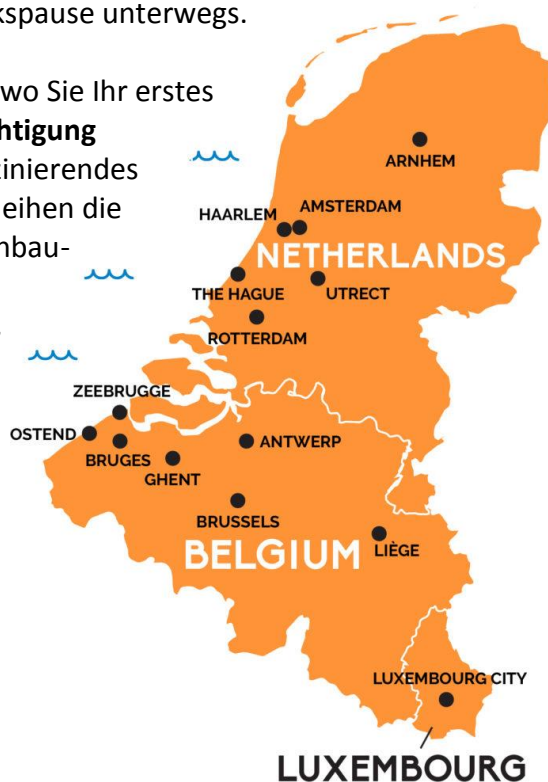 kspause unterwegs.
wo Sie Ihr erstes
htigung
zinierendes
eihen die
nbau-
ARNHEM
HAARLEM
AMSTERDAM
NETHERLANDS
THE HAGUE
UTRECT
ROTTERDAM
ZEEBRUGGE
OSTEND
BRUGES
ANTWERP
GHENT
BRUSSELS
BELGIUM
LIÈGE
LUXEMBOURG CITY
LUXEMBOURG